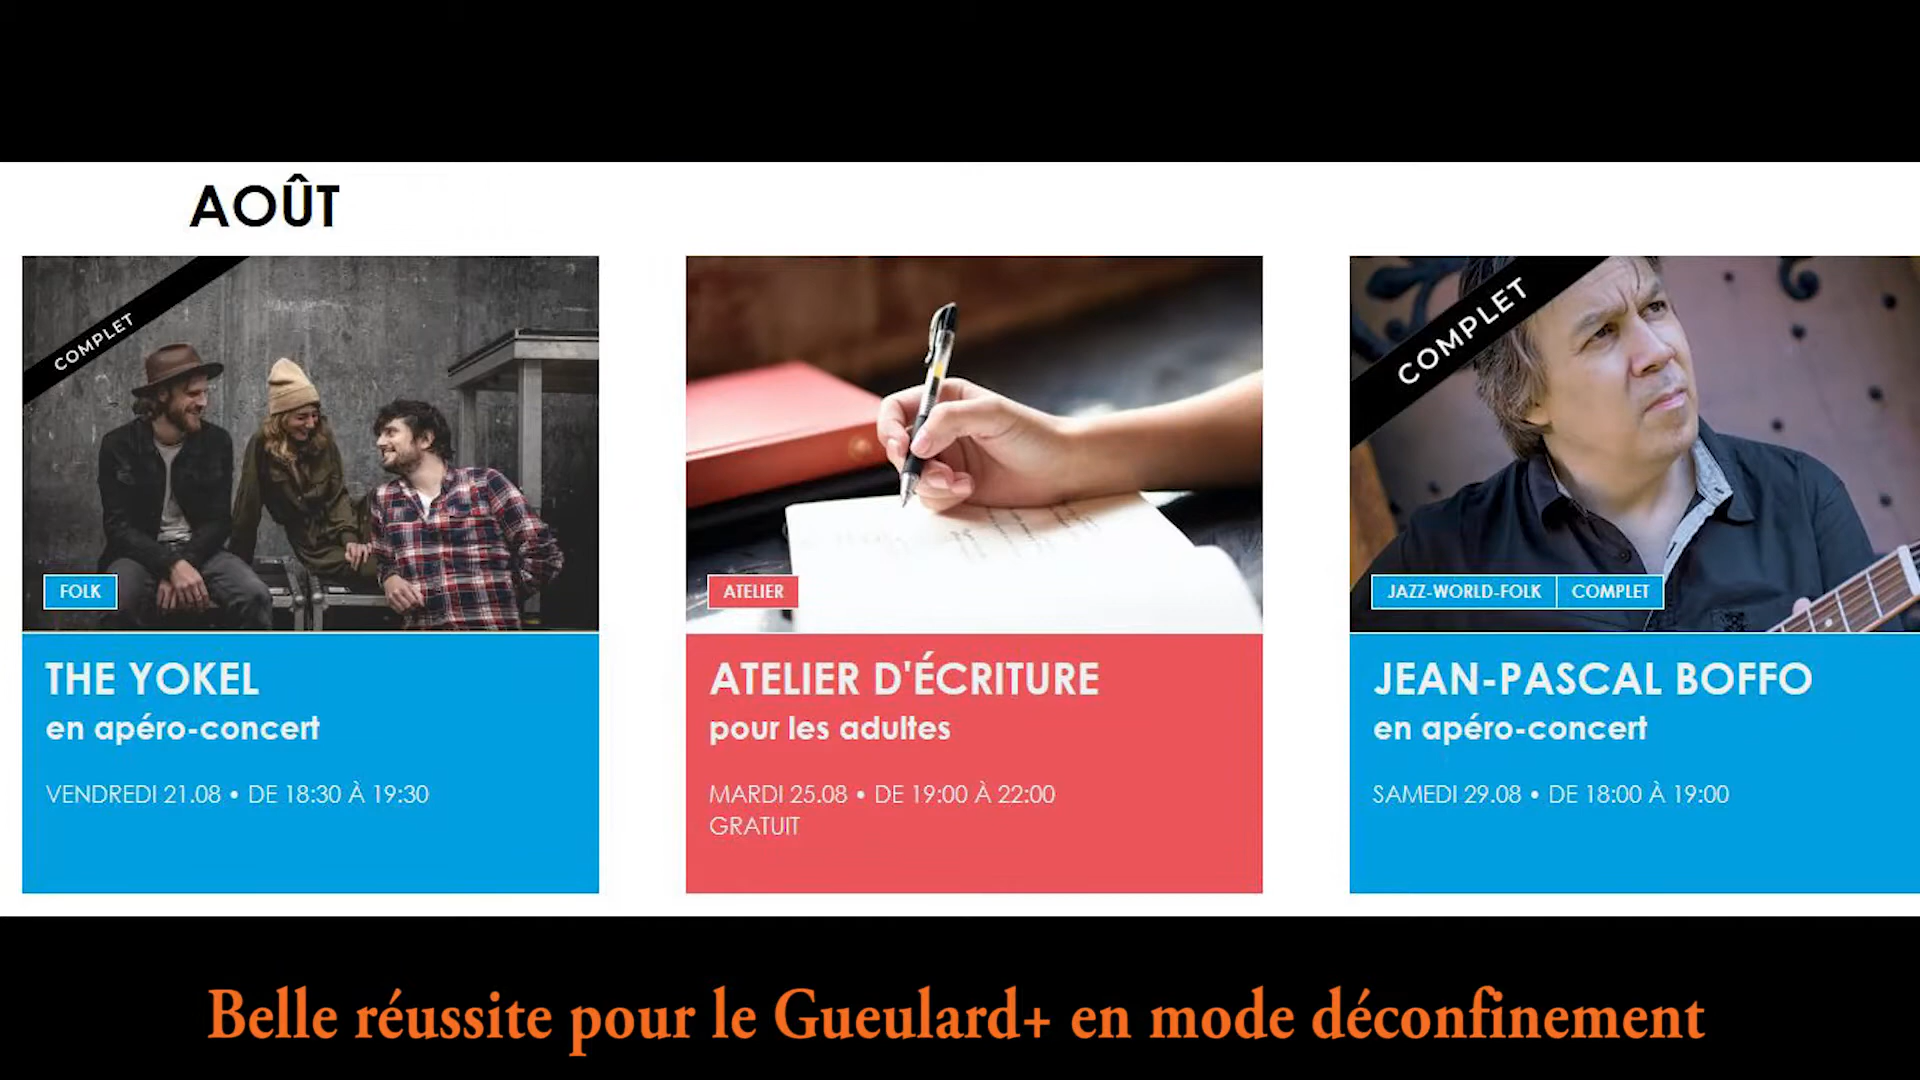 AOÛT
COMPLET
FOLK
THE YOKEL
en apéro-concert
VENDREDI 21.08 • DE 18:30 À 19:30
ATELIER
ATELIER D'ÉCRITURE
pour les adultes
MARDI 25.08 • DE 19:00 À 22:00
GRATUIT
COMPLET
JAZZ-WORLD-FOLK COMPLET
JEAN-PASCAL BOFFO
en apéro-concert
SAMEDI 29.08 • DE 18:00 À 19:00
Belle réussite pour le Gueulard+ en mode déconfinement